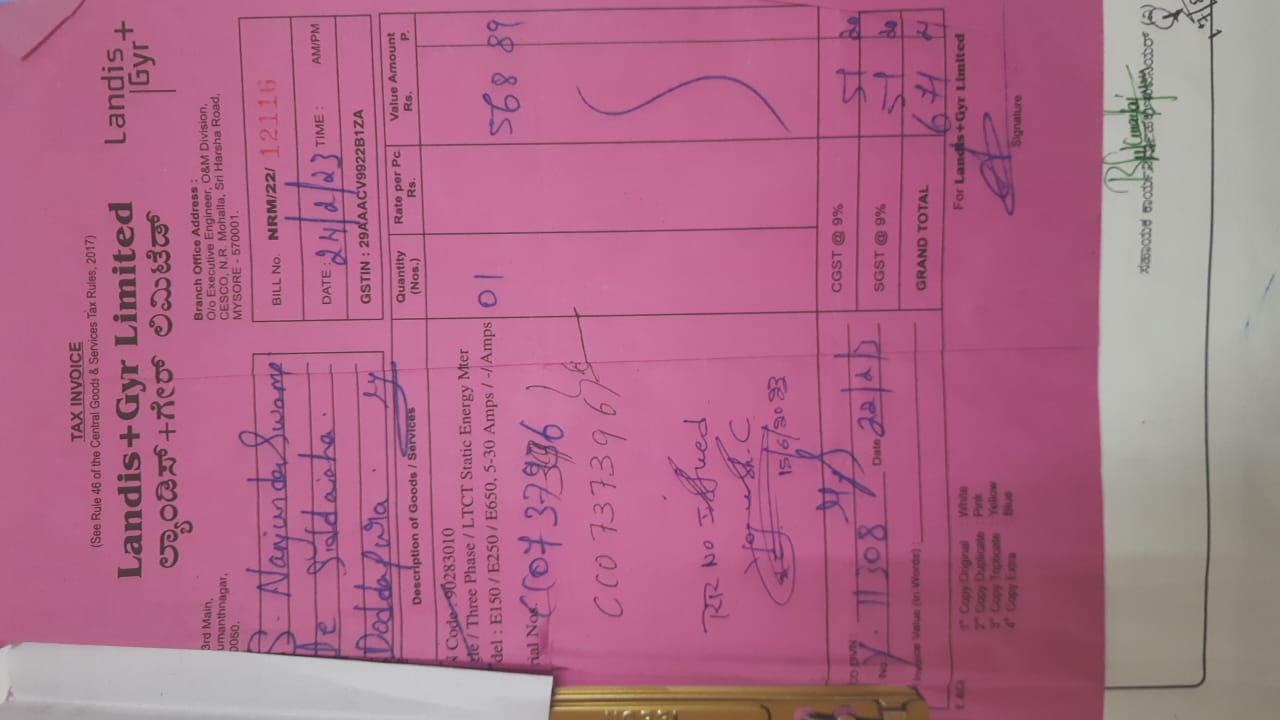 TAX INVOICE
(See Rule 46 of the Central Goods & Services Tax Rules, 2017)
Landis+Gyr Limited
ಲ್ಯಾಂಡಿಸ್+ಗೇರ್ ಲಿಮಿಟೆಡ್
Landis
Gyr+
3rd Main,
umanthnagar,
0050.
Branch Office Address :
O/o Executive Engineer, O&M Division,
CESCO, N.R. Mohalla, Sri Harsha Road,
MYSORE - 570001.
Nanjunda Swamy
Siddaiaha
Doddapura
BILL No. NRM/22/ 12116
DATE : 24/2/23 TIME : AM/PM
GSTIN : 29AAACV9922B1ZA
Description of Goods / Services
Quantity (Nos.)
Rate per Pc. Rs.
Value Amount Rs. P.
N Code : 90283010
/ Three Phase / LTCT Static Energy Mter
del : E150 / E250 / E650, 5-30 Amps / -/Amps
01
568 89
rial Nos.
CC0737396
RR No Issued
15/6/2023
CGST @ 9% 51 20
SGST @ 9% 51 20
GRAND TOTAL 671
No. 11308 Date 22/2/23
Invoice Value (In Words) :
1st Copy Original : White
2nd Copy Duplicate : Pink
3rd Copy Triplicate : Yellow
4th Copy Extra : Blue
E.&O.
For Landis+Gyr Limited
Signature